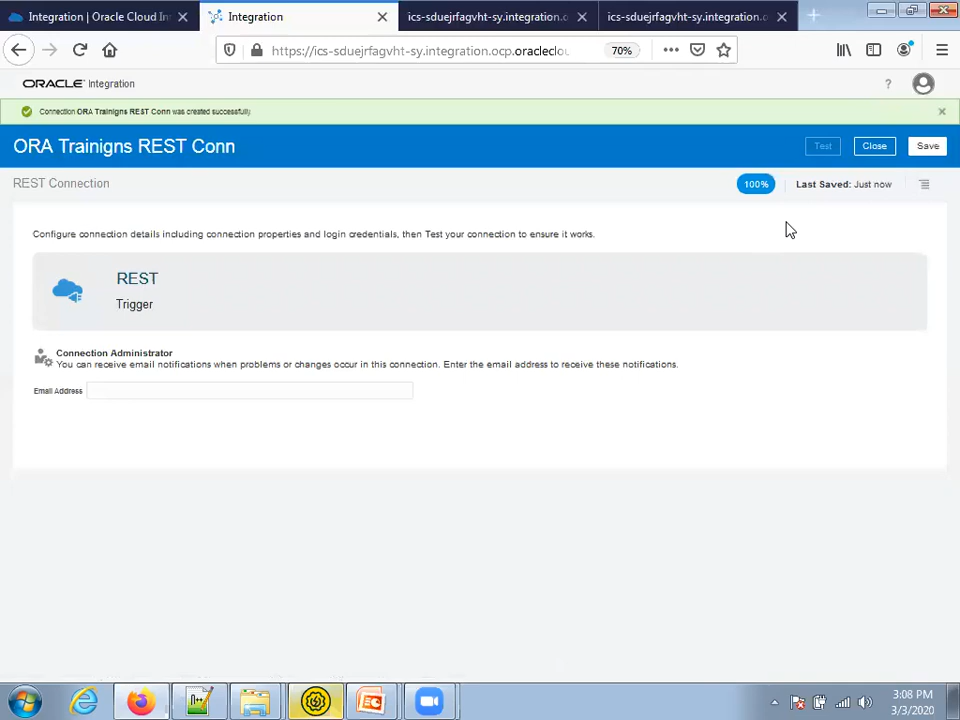 Integration | Oracle Cloud In
Integration
ics-sduejrfagvht-sy.integration.o
ics-sduejrfagvht-sy.integration.o
https://ics-sduejrfagvht-sy.integration.ocp.oracleclou
70%
ORACLE Integration
?
Connection ORA Trainigns REST Conn was created successfully
ORA Trainigns REST Conn
Test
Close
Save
REST Connection
100%
Last Saved: Just now
Configure connection details including connection properties and login credentials, then Test your connection to ensure it works.
REST
Trigger
Connection Administrator
You can receive email notifications when problems or changes occur in this connection. Enter the email address to receive these notifications.
Email Address
3:08 PM
3/3/2020